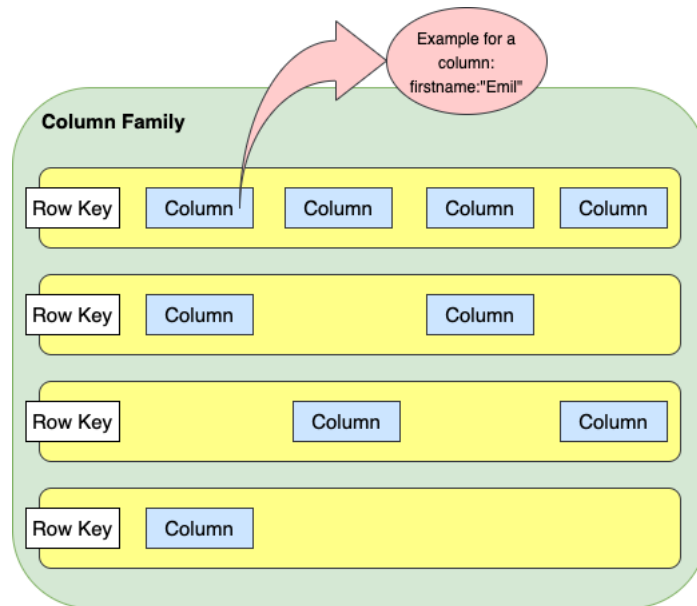 Example for a
column:
firstname:"Emil"
Column Family
Row Key Column Column Column Column
Row Key Column Column
Row Key Column Column
Row Key Column